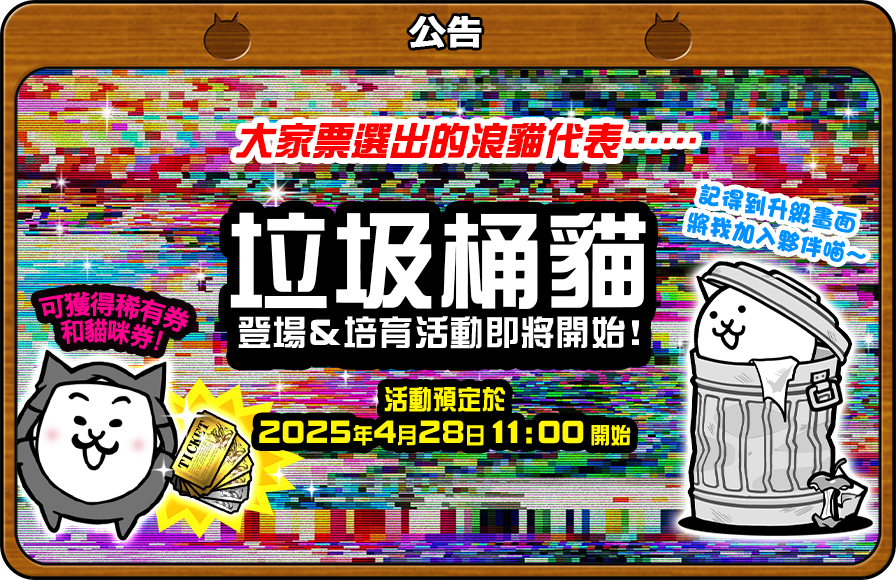 公告
大家票選出的浪貓代表……
垃圾桶貓
登場&培育活動即將開始!
記得到升級畫面
將我加入夥伴喵～
可獲得稀有券
和貓咪券!
TICKET
活動預定於
2025年4月28日 11:00 開始